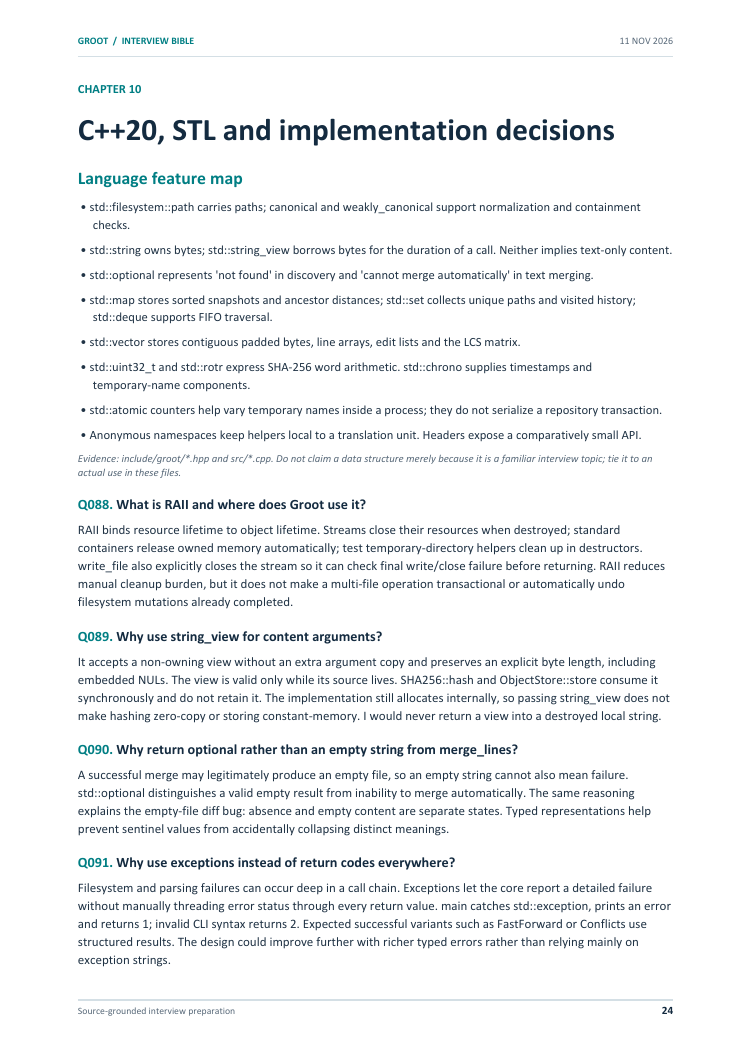 GROOT / INTERVIEW BIBLE
11 NOV 2026
CHAPTER 10
C++20, STL and implementation decisions
Language feature map
• std::filesystem::path carries paths; canonical and weakly_canonical support normalization and containment
checks.
• std::string owns bytes; std::string_view borrows bytes for the duration of a call. Neither implies text-only content.
• std::optional represents 'not found' in discovery and 'cannot merge automatically' in text merging.
• std::map stores sorted snapshots and ancestor distances; std::set collects unique paths and visited history;
std::deque supports FIFO traversal.
• std::vector stores contiguous padded bytes, line arrays, edit lists and the LCS matrix.
• std::uint32_t and std::rotr express SHA-256 word arithmetic. std::chrono supplies timestamps and
temporary-name components.
• std::atomic counters help vary temporary names inside a process; they do not serialize a repository transaction.
• Anonymous namespaces keep helpers local to a translation unit. Headers expose a comparatively small API.
Evidence: include/groot/*.hpp and src/*.cpp. Do not claim a data structure merely because it is a familiar interview topic; tie it to an
actual use in these files.
Q088. What is RAII and where does Groot use it?
RAII binds resource lifetime to object lifetime. Streams close their resources when destroyed; standard
containers release owned memory automatically; test temporary-directory helpers clean up in destructors.
write_file also explicitly closes the stream so it can check final write/close failure before returning. RAII reduces
manual cleanup burden, but it does not make a multi-file operation transactional or automatically undo
filesystem mutations already completed.
Q089. Why use string_view for content arguments?
It accepts a non-owning view without an extra argument copy and preserves an explicit byte length, including
embedded NULs. The view is valid only while its source lives. SHA256::hash and ObjectStore::store consume it
synchronously and do not retain it. The implementation still allocates internally, so passing string_view does not
make hashing zero-copy or storing constant-memory. I would never return a view into a destroyed local string.
Q090. Why return optional rather than an empty string from merge_lines?
A successful merge may legitimately produce an empty file, so an empty string cannot also mean failure.
std::optional distinguishes a valid empty result from inability to merge automatically. The same reasoning
explains the empty-file diff bug: absence and empty content are separate states. Typed representations help
prevent sentinel values from accidentally collapsing distinct meanings.
Q091. Why use exceptions instead of return codes everywhere?
Filesystem and parsing failures can occur deep in a call chain. Exceptions let the core report a detailed failure
without manually threading error status through every return value. main catches std::exception, prints an error
and returns 1; invalid CLI syntax returns 2. Expected successful variants such as FastForward or Conflicts use
structured results. The design could improve further with richer typed errors rather than relying mainly on
exception strings.
Source-grounded interview preparation
24